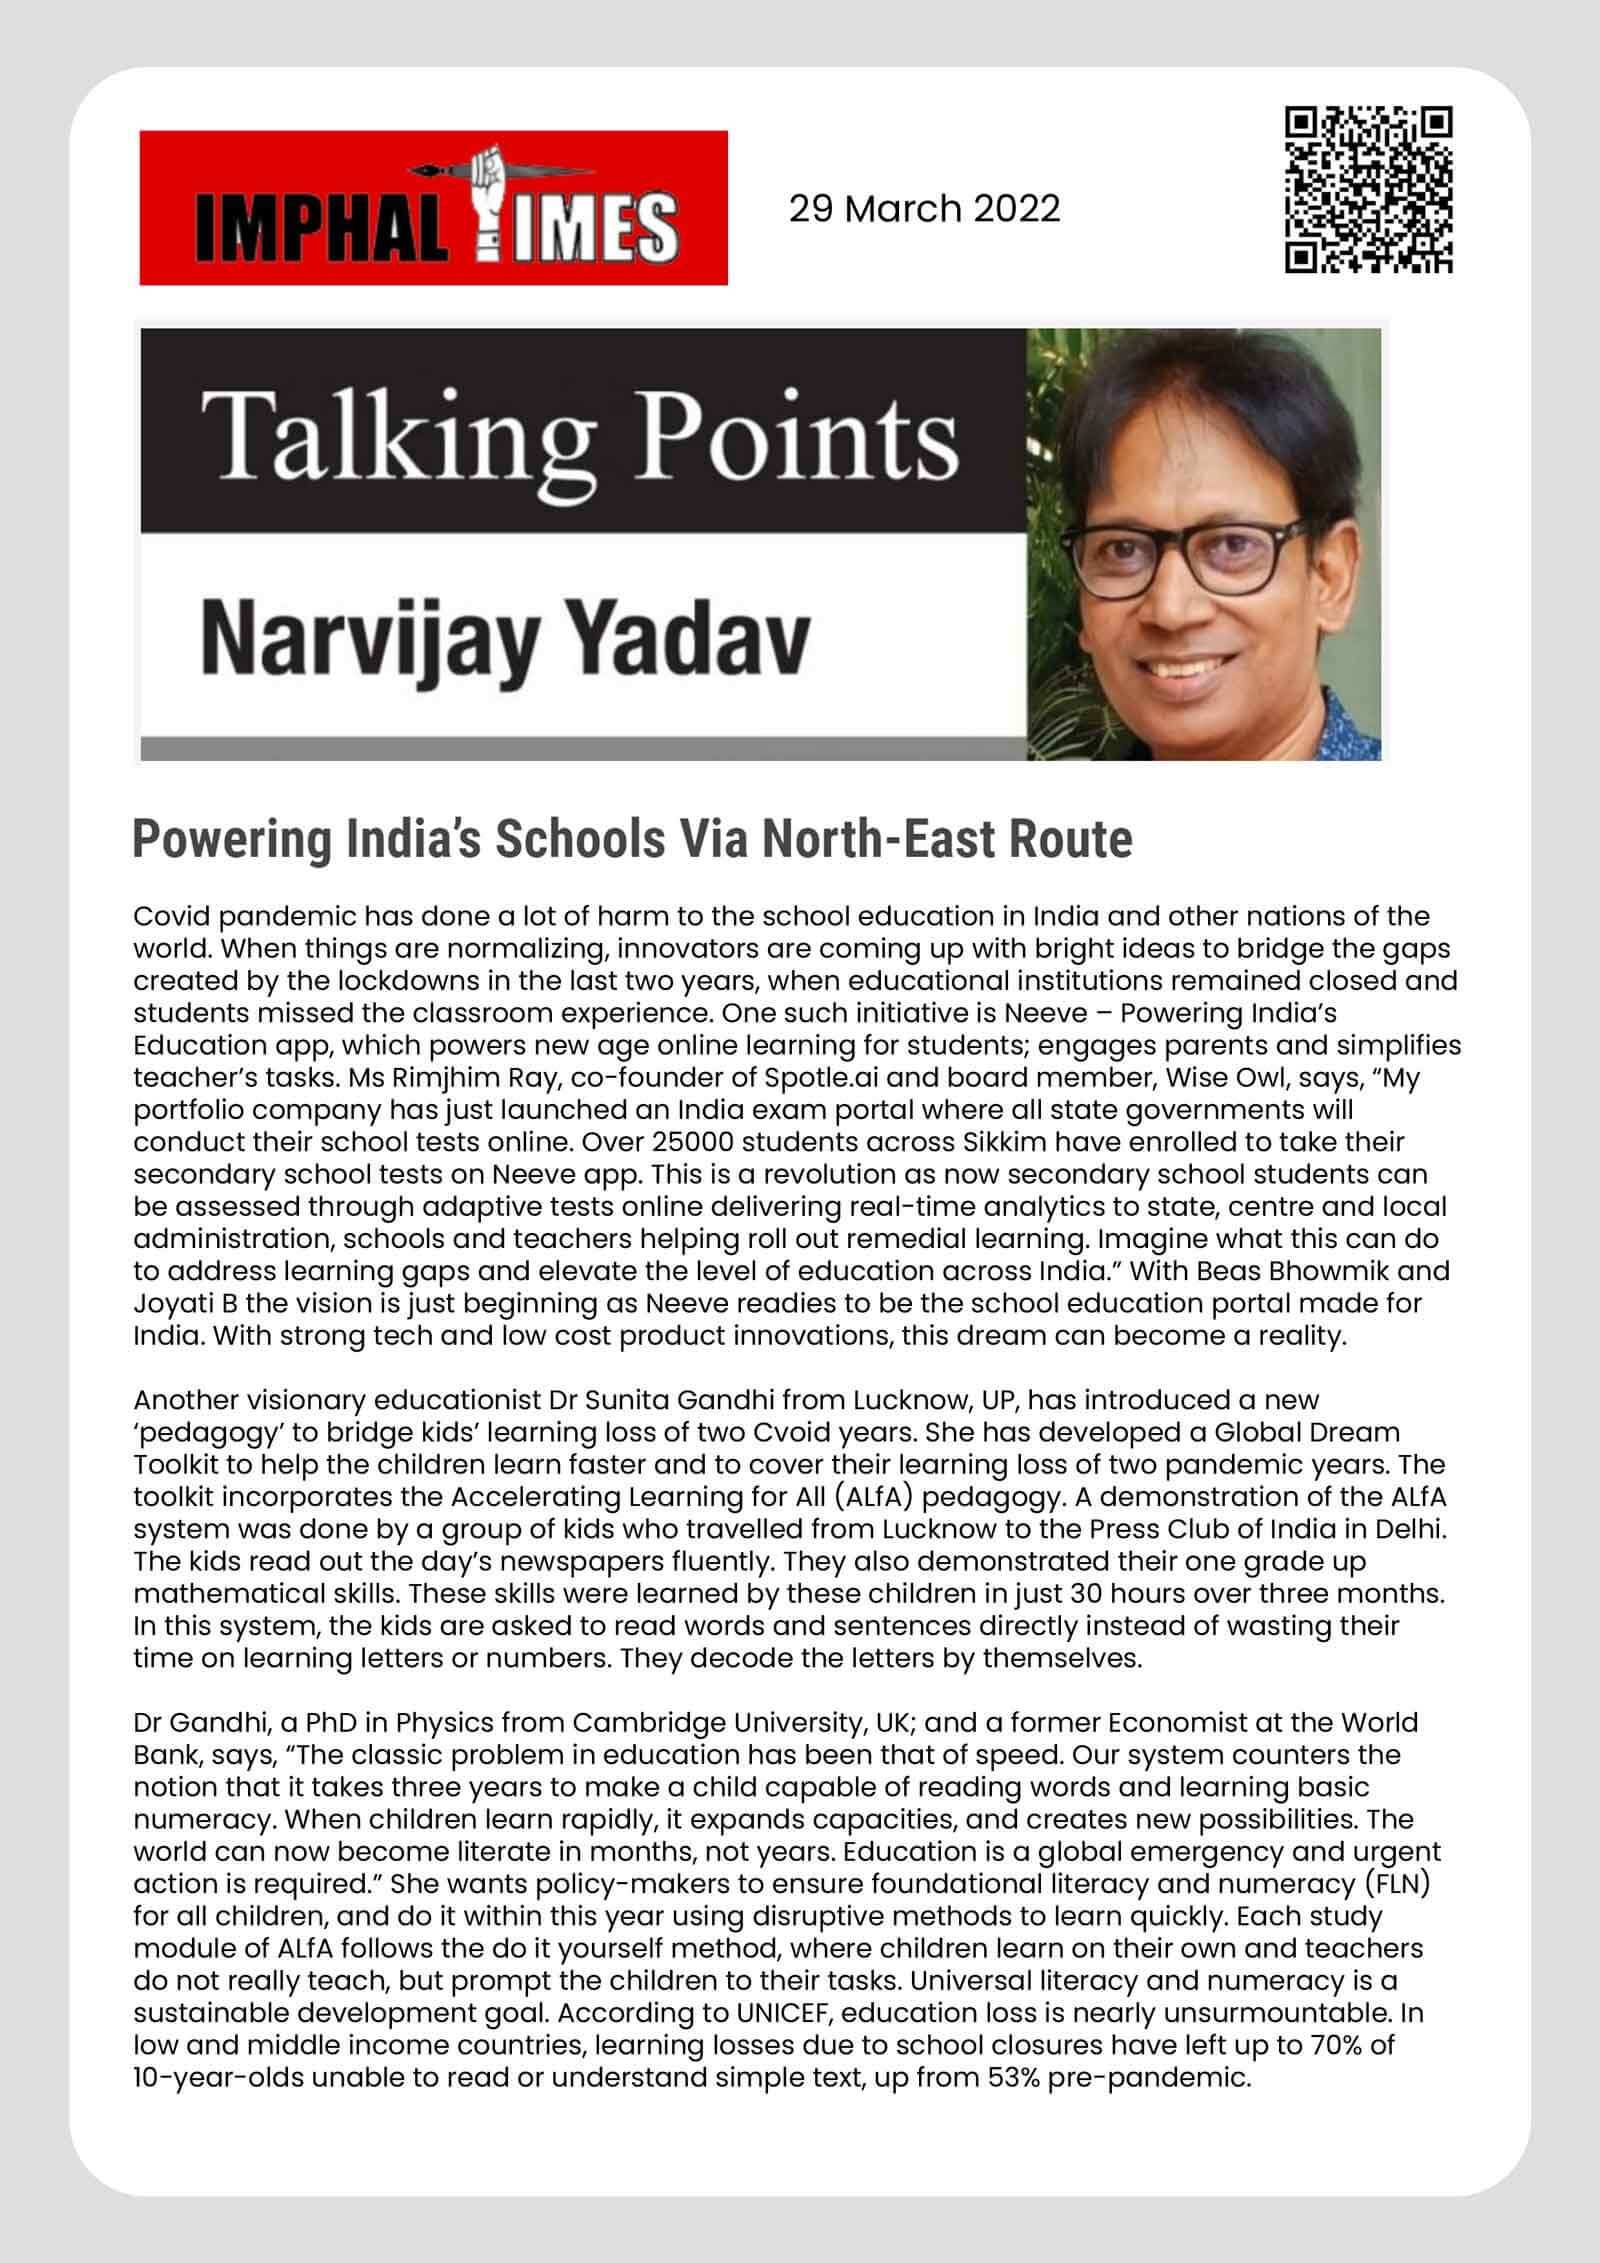 IMPHAL TIMES
29 March 2022
Talking Points
Narvijay Yadav
Powering India’s Schools Via North-East Route
Covid pandemic has done a lot of harm to the school education in India and other nations of the
world. When things are normalizing, innovators are coming up with bright ideas to bridge the gaps
created by the lockdowns in the last two years, when educational institutions remained closed and
students missed the classroom experience. One such initiative is Neeve – Powering India’s
Education app, which powers new age online learning for students; engages parents and simplifies
teacher’s tasks. Ms Rimjhim Ray, co-founder of Spotle.ai and board member, Wise Owl, says, “My
portfolio company has just launched an India exam portal where all state governments will
conduct their school tests online. Over 25000 students across Sikkim have enrolled to take their
secondary school tests on Neeve app. This is a revolution as now secondary school students can
be assessed through adaptive tests online delivering real-time analytics to state, centre and local
administration, schools and teachers helping roll out remedial learning. Imagine what this can do
to address learning gaps and elevate the level of education across India.” With Beas Bhowmik and
Joyati B the vision is just beginning as Neeve readies to be the school education portal made for
India. With strong tech and low cost product innovations, this dream can become a reality.
Another visionary educationist Dr Sunita Gandhi from Lucknow, UP, has introduced a new
‘pedagogy’ to bridge kids’ learning loss of two Cvoid years. She has developed a Global Dream
Toolkit to help the children learn faster and to cover their learning loss of two pandemic years. The
toolkit incorporates the Accelerating Learning for All (ALfA) pedagogy. A demonstration of the ALfA
system was done by a group of kids who travelled from Lucknow to the Press Club of India in Delhi.
The kids read out the day’s newspapers fluently. They also demonstrated their one grade up
mathematical skills. These skills were learned by these children in just 30 hours over three months.
In this system, the kids are asked to read words and sentences directly instead of wasting their
time on learning letters or numbers. They decode the letters by themselves.
Dr Gandhi, a PhD in Physics from Cambridge University, UK; and a former Economist at the World
Bank, says, “The classic problem in education has been that of speed. Our system counters the
notion that it takes three years to make a child capable of reading words and learning basic
numeracy. When children learn rapidly, it expands capacities, and creates new possibilities. The
world can now become literate in months, not years. Education is a global emergency and urgent
action is required.” She wants policy-makers to ensure foundational literacy and numeracy (FLN)
for all children, and do it within this year using disruptive methods to learn quickly. Each study
module of ALfA follows the do it yourself method, where children learn on their own and teachers
do not really teach, but prompt the children to their tasks. Universal literacy and numeracy is a
sustainable development goal. According to UNICEF, education loss is nearly unsurmountable. In
low and middle income countries, learning losses due to school closures have left up to 70% of
10-year-olds unable to read or understand simple text, up from 53% pre-pandemic.